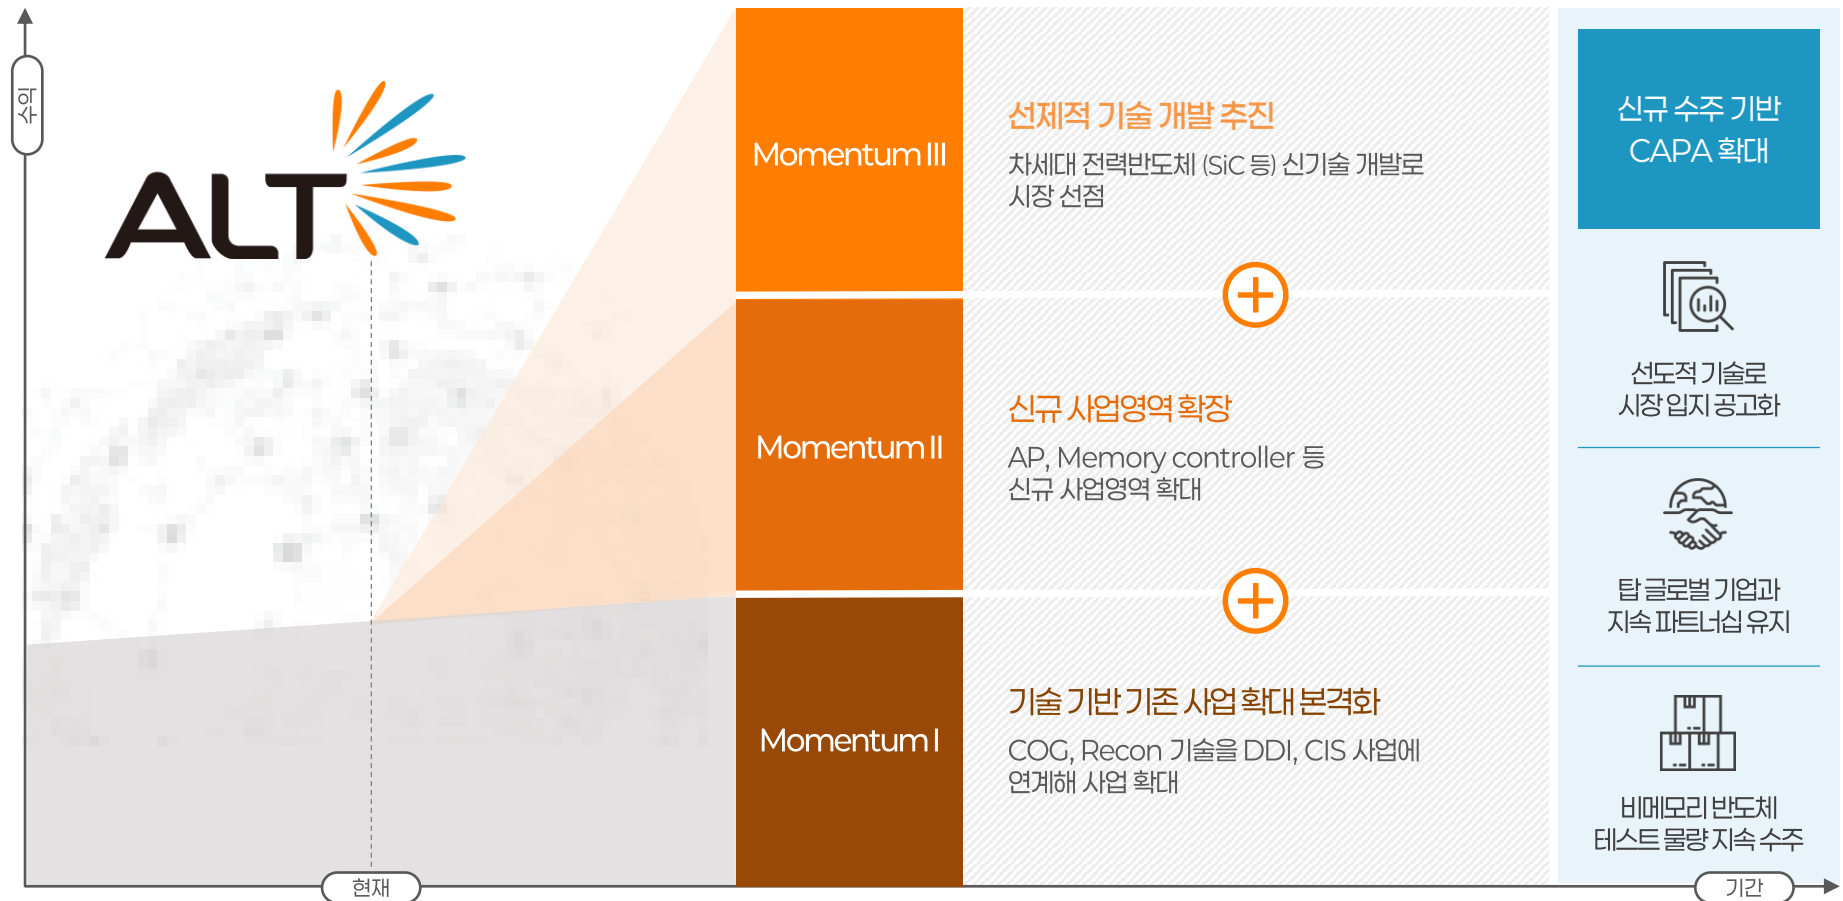 수익
ALT
현재
기간
Momentum III
선제적 기술 개발 추진
차세대 전력반도체 (SiC 등) 신기술 개발로
시장 선점
Momentum II
신규 사업영역 확장
AP, Memory controller 등
신규 사업영역 확대
Momentum I
기술 기반 기존 사업 확대 본격화
COG, Recon 기술을 DDI, CIS 사업에
연계해 사업 확대
신규 수주 기반
CAPA 확대
선도적 기술로
시장 입지 공고화
탑 글로벌 기업과
지속 파트너십 유지
비메모리 반도체
테스트 물량 지속 수주